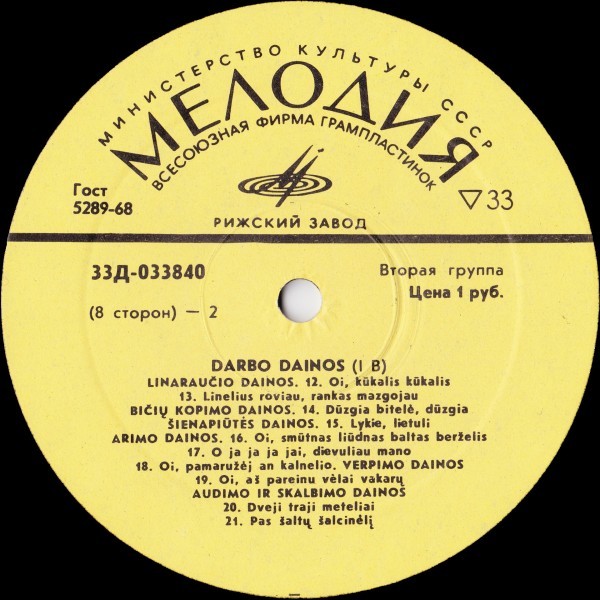 МИНИСТЕРСТВО КУЛЬТУРЫ СССР
МЕЛОДИЯ
ВСЕСОЮЗНАЯ ФИРМА ГРАМПЛАСТИНОК
Гост
5289-68
▽33
РИЖСКИЙ ЗАВОД
33Д-033840
Вторая группа
Цена 1 руб.
(8 сторон) — 2
DARBO DAINOS (I B)
LINARAUČIO DAINOS. 12. Oi, kūkalis kūkalis
13. Linelius roviau, rankas mazgojau
BIČIŲ KOPIMO DAINOS. 14. Dūzgia bitelė, dūzgia
ŠIENAPIŪTĖS DAINOS. 15. Lykie, lietuli
ARIMO DAINOS. 16. Oi, smūtnas liūdnas baltas berželis
17. O ja ja ja jai, dievuliau mano
18. Oi, pamaružėj an kalnelio. VERPIMO DAINOS
19. Oi, aš pareinu vėlai vakarų
AUDIMO IR SKALBIMO DAINOS
20. Dveji traji meteliai
21. Pas šaltų šalcinėlį